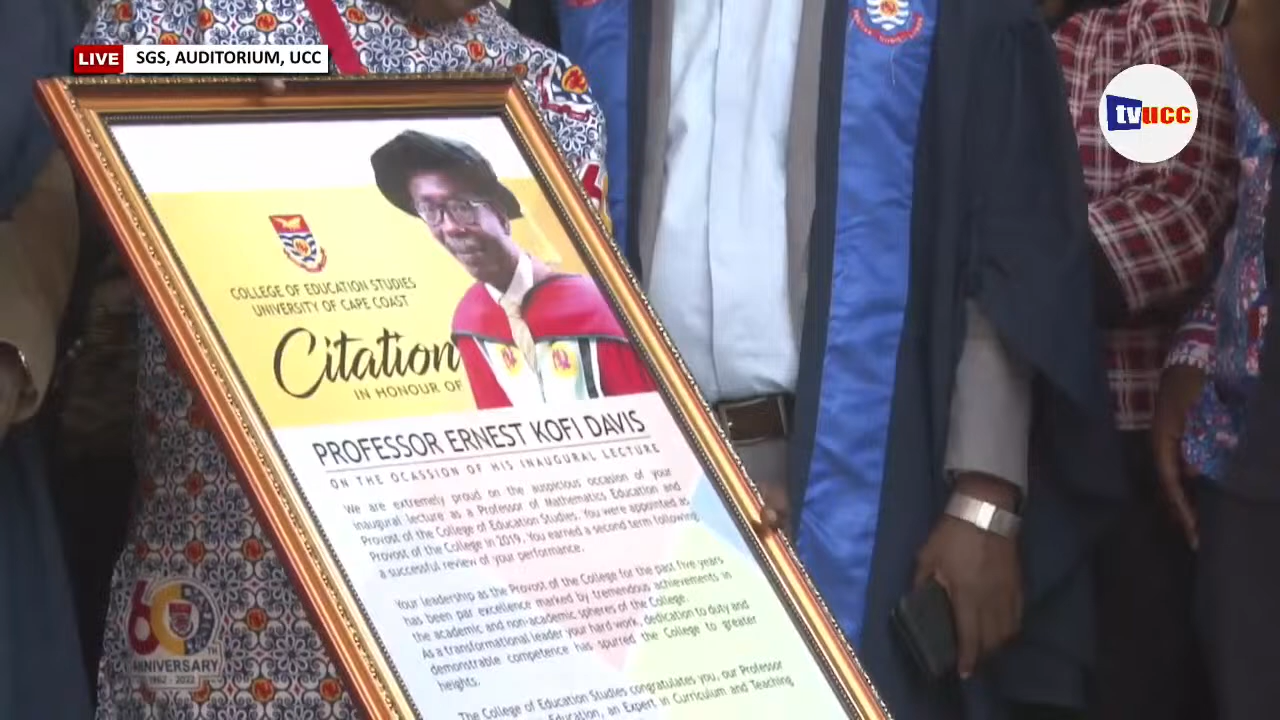 LIVE SGS, AUDITORIUM, UCC
tvucc
COLLEGE OF EDUCATION STUDIES
UNIVERSITY OF CAPE COAST
Citation
IN HONOUR OF
PROFESSOR ERNEST KOFI DAVIS
ON THE OCASSION OF HIS INAUGURAL LECTURE
We are extremely proud on the auspicious occasion of your
inaugural lecture as a Professor of Mathematics Education and
Provost of the College of Education Studies. You were appointed as
Provost of the College in 2019. You earned a second term following
a successful review of your performance.
Your leadership as the Provost of the College for the past five years
has been par excellence marked by tremendous achievements in
the academic and non-academic spheres of the College.
As a transformational leader your hard work, dedication to duty and
demonstrable competence has spurred the College to greater
heights.
The College of Education Studies congratulates you, our Professor
Education, an Expert in Curriculum and Teaching
60
ANNIVERSARY
1962 - 2022